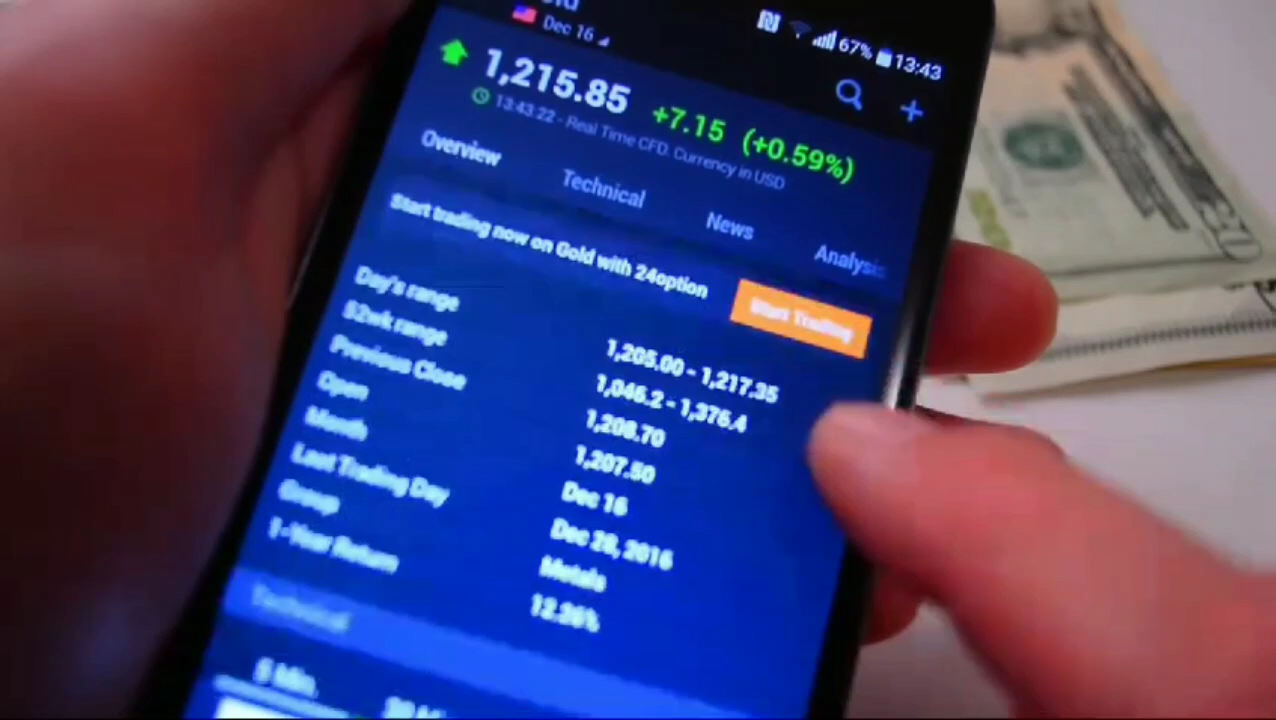 Dec 16
67% 13:43
1,215.85 +7.15 (+0.59%)
13:43:22 - Real Time CFD. Currency in USD
Overview Technical News Analysis
Start trading now on Gold with 24option
Start Trading
Day's range 1,205.00 - 1,217.35
52wk range 1,046.2 - 1,376.4
Previous Close 1,208.70
Open 1,207.50
Month Dec 16
Last Trading Day Dec 28, 2016
Group Metals
1-Year Return 12.26%
Technical
5 Min.